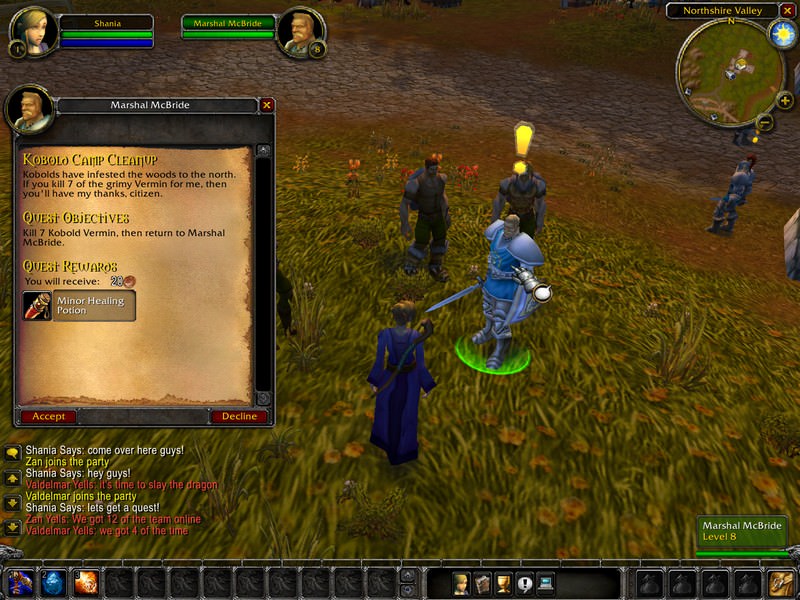 Shania
1
Marshal McBride
8
Northshire Valley
N
Marshal McBride
Kobold Camp Cleanup
Kobolds have infested the woods to the north.
If you kill 7 of the grimy Vermin for me, then
you'll have my thanks, citizen.
Quest Objectives
Kill 7 Kobold Vermin, then return to Marshal
McBride.
Quest Rewards
You will receive: 20
Minor Healing
Potion
Accept
Decline
Shania Says: come over here guys!
Zan joins the party
Shania Says: hey guys!
Valdelmar Yells: it's time to slay the dragon
Valdelmar joins the party
Shania Says: lets get a quest!
Zan Yells: We got 12 of the team online
Valdelmar Yells: we got 4 of the time
Marshal McBride
Level 8
2